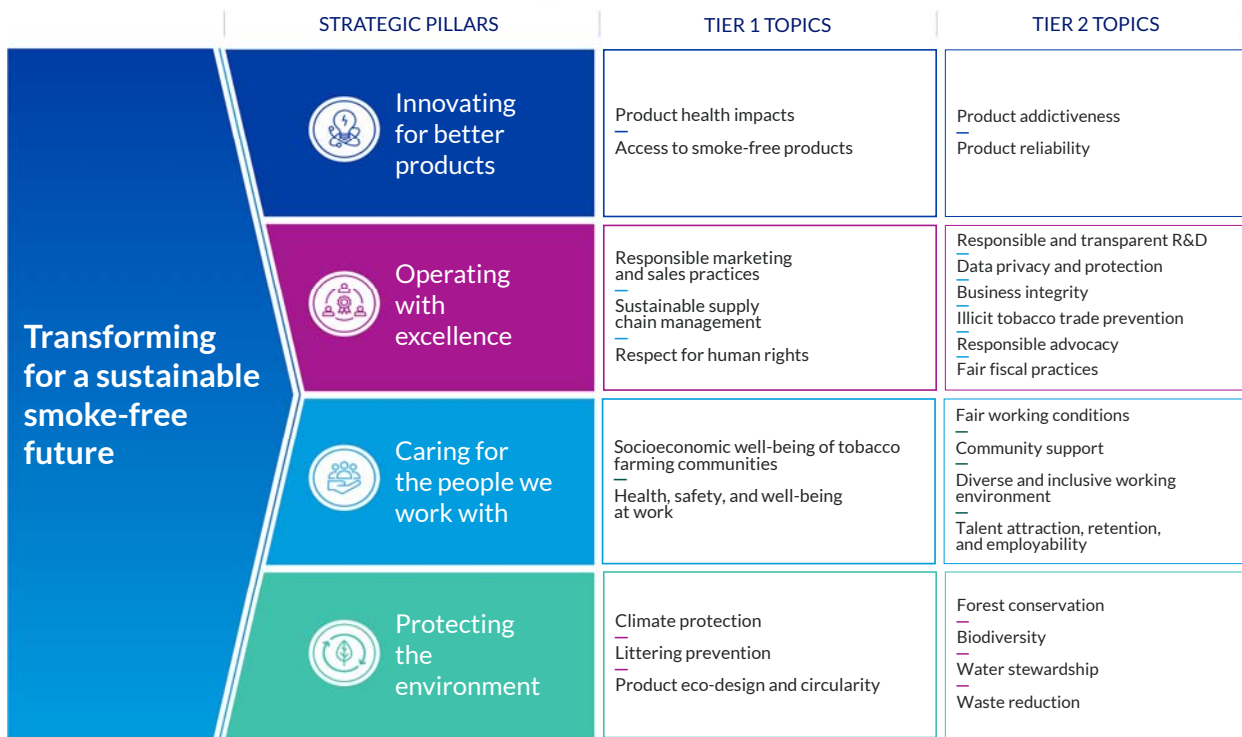 STRATEGIC PILLARS
TIER 1 TOPICS
TIER 2 TOPICS
Transforming
for a sustainable
smoke-free
future
Innovating
for better
products
Product health impacts
Access to smoke-free products
Product addictiveness
Product reliability
Operating
with
excellence
Responsible marketing
and sales practices
Sustainable supply
chain management
Respect for human rights
Responsible and transparent R&D
Data privacy and protection
Business integrity
Illicit tobacco trade prevention
Responsible advocacy
Fair fiscal practices
Caring for
the people we
work with
Socioeconomic well-being of tobacco
farming communities
Health, safety, and well-being
at work
Fair working conditions
Community support
Diverse and inclusive working
environment
Talent attraction, retention,
and employability
Protecting
the
environment
Climate protection
Littering prevention
Product eco-design and circularity
Forest conservation
Biodiversity
Water stewardship
Waste reduction